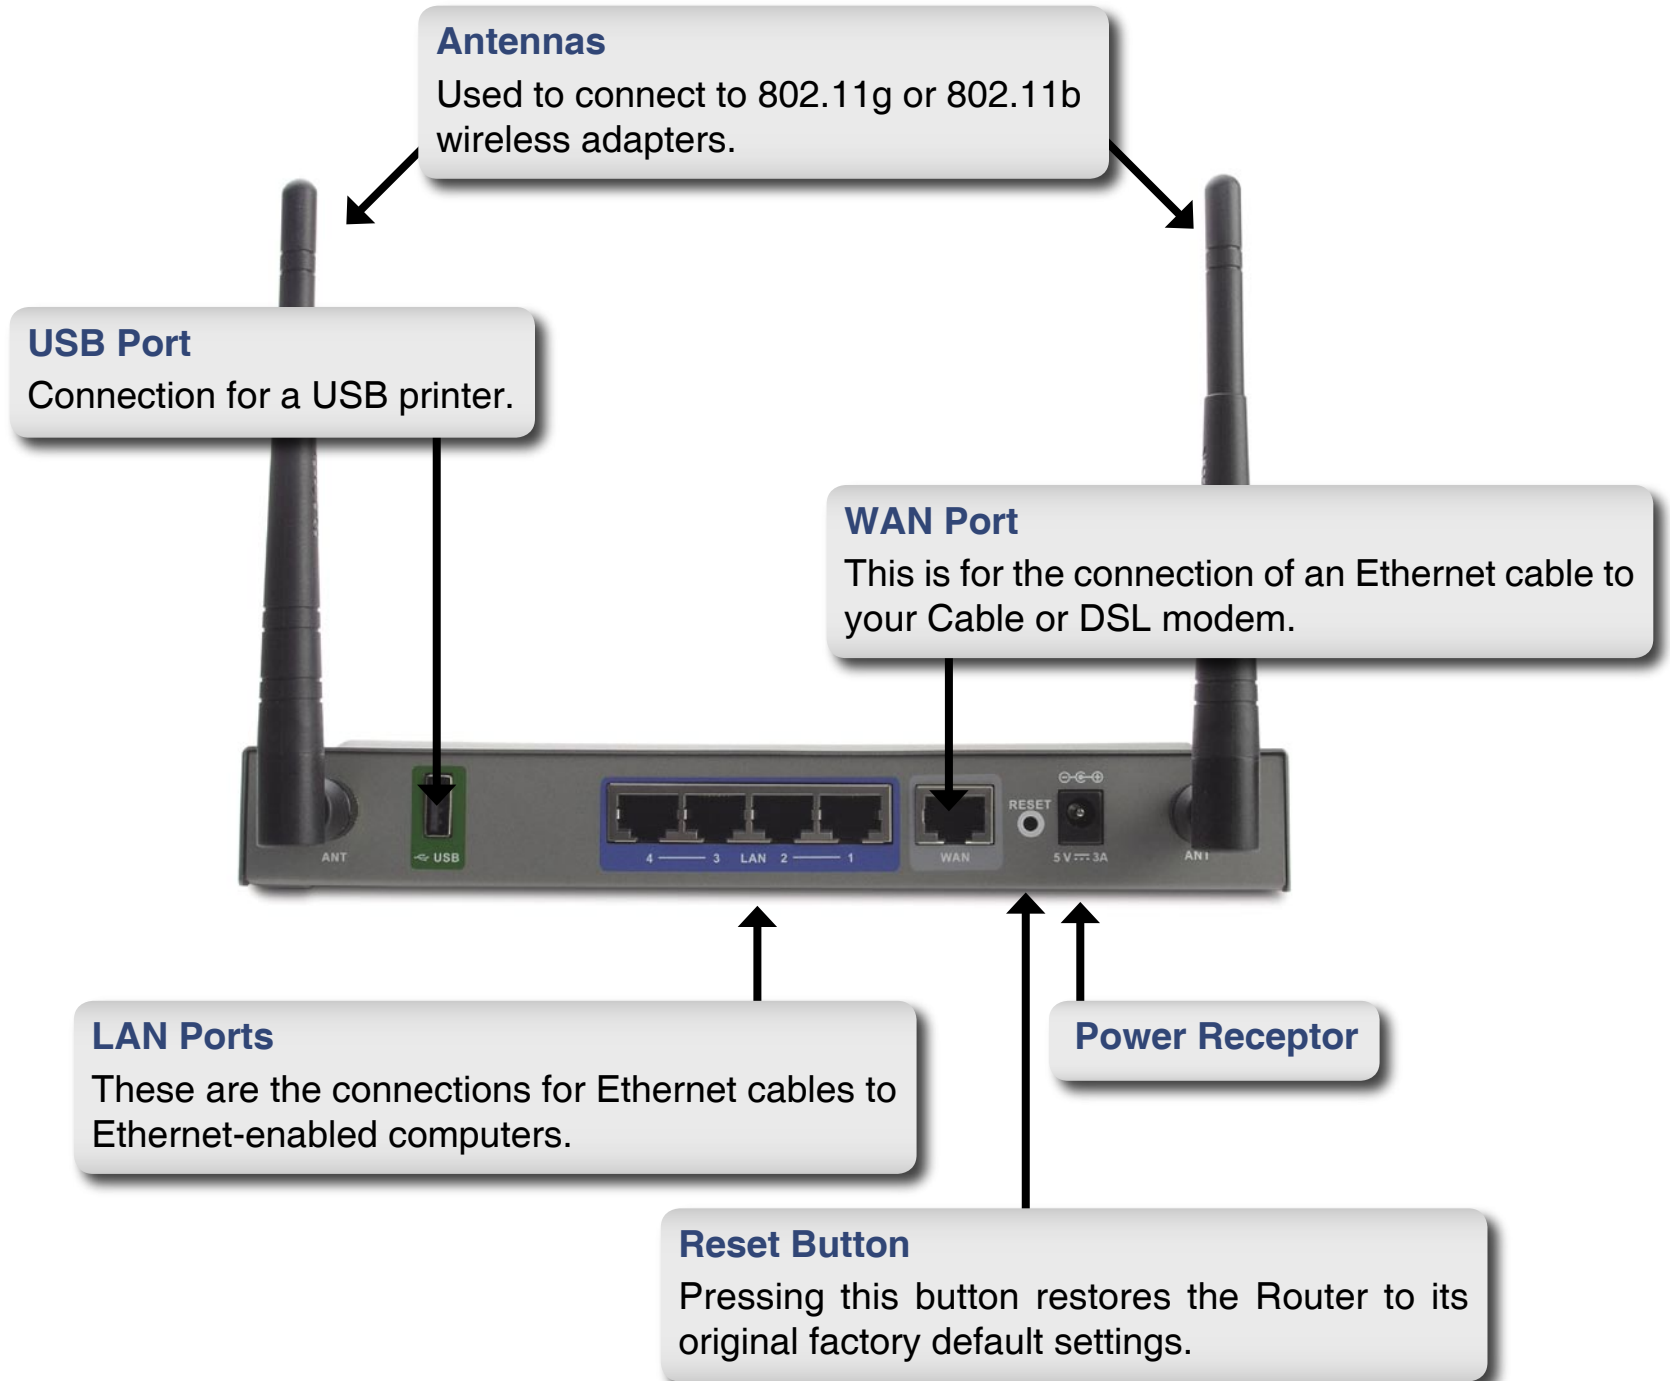 Antennas
Used to connect to 802.11g or 802.11b
wireless adapters.
USB Port
Connection for a USB printer.
WAN Port
This is for the connection of an Ethernet cable to
your Cable or DSL modem.
ANT
USB
4 3 LAN 2 1
WAN
RESET
5V 3A
ANT
LAN Ports
These are the connections for Ethernet cables to
Ethernet-enabled computers.
Power Receptor
Reset Button
Pressing this button restores the Router to its
original factory default settings.